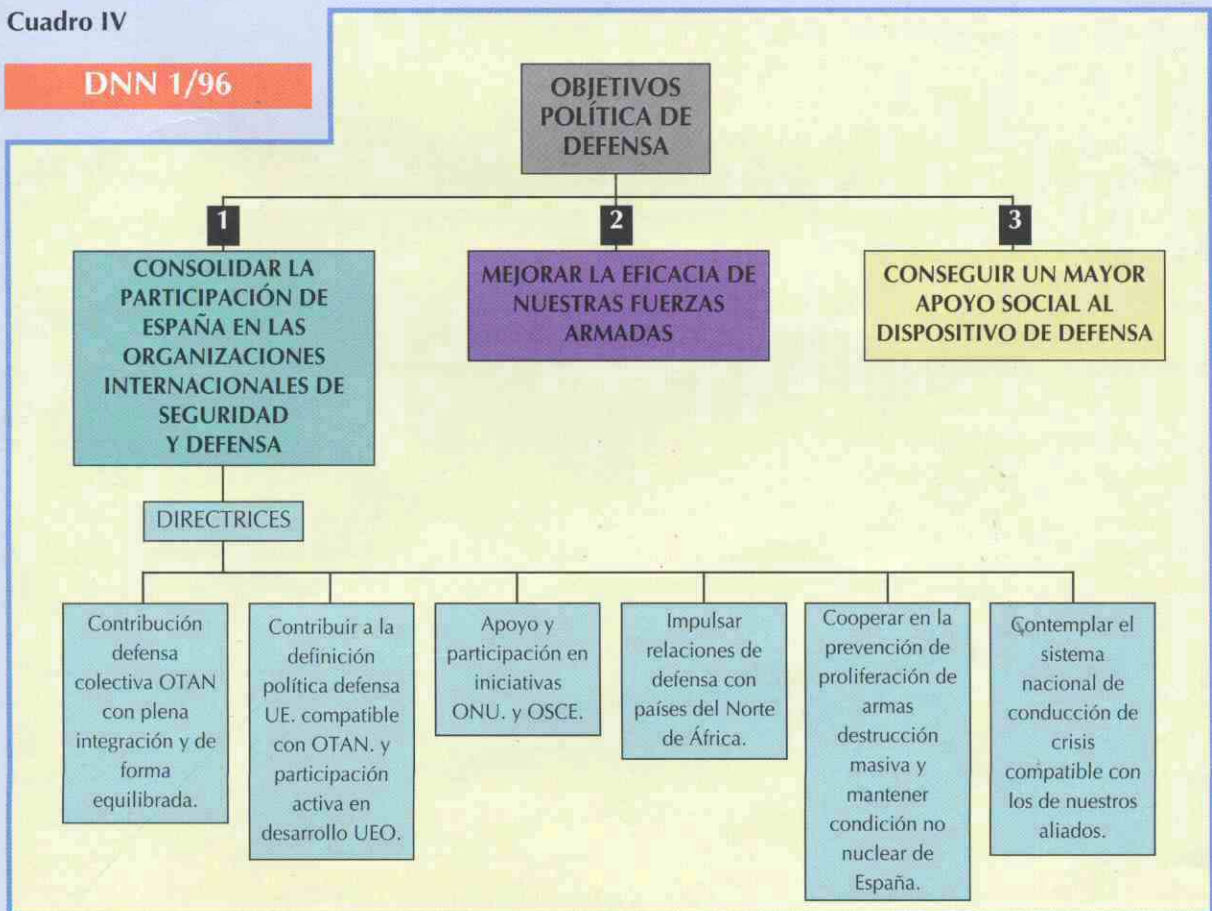 Cuadro IV
DNN 1/96
OBJETIVOS
POLÍTICA DE
DEFENSA
1
2
3
CONSOLIDAR LA
PARTICIPACIÓN DE
ESPAÑA EN LAS
ORGANIZACIONES
INTERNACIONALES DE
SEGURIDAD
Y DEFENSA
MEJORAR LA EFICACIA DE
NUESTRAS FUERZAS
ARMADAS
CONSEGUIR UN MAYOR
APOYO SOCIAL AL
DISPOSITIVO DE DEFENSA
DIRECTRICES
Contribución
defensa
colectiva OTAN
con plena
integración y de
forma
equilibrada.
Contribuir a la
definición
política defensa
UE. compatible
con OTAN. y
participación
activa en
desarrollo UEO.
Apoyo y
participación en
iniciativas
ONU. y OSCE.
Impulsar
relaciones de
defensa con
países del Norte
de África.
Cooperar en la
prevención de
proliferación de
armas
destrucción
masiva y
mantener
condición no
nuclear de
España.
Contemplar el
sistema
nacional de
conducción de
crisis
compatible con
los de nuestros
aliados.